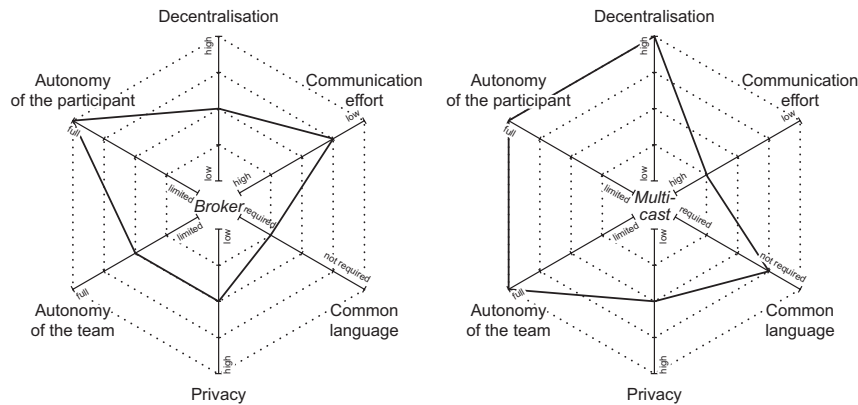 Decentralisation
high
Autonomy
of the participant
Communication
effort
low
full
low
high
limited
Broker
required
limited
low
not required
full
Autonomy
of the team
Common
language
high
Privacy
Decentralisation
high
Autonomy
of the participant
Communication
effort
low
full
low
high
limited
Multi-
cast
required
limited
low
not required
full
Autonomy
of the team
Common
language
high
Privacy